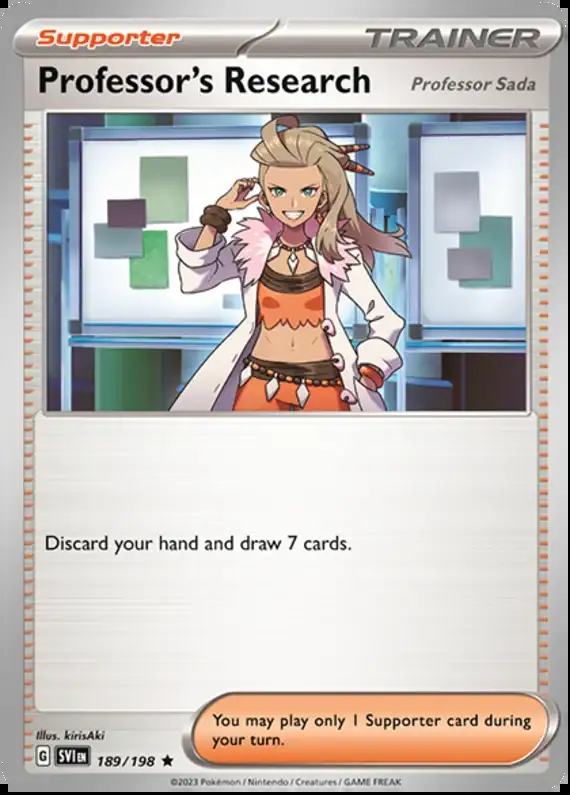 Supporter
TRAINER
Professor's Research
Professor Sada
Discard your hand and draw 7 cards.
You may play only 1 Supporter card during
your turn.
Illus. kirisAki
G SVI EN 189/198 ★
©2023 Pokémon / Nintendo / Creatures / GAME FREAK